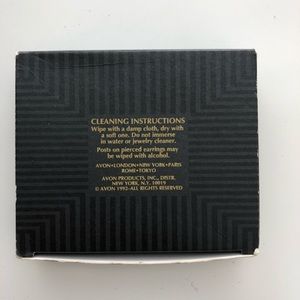 CLEANING INSTRUCTIONS
Wipe with a damp cloth, dry with
a soft one. Do not immerse
in water or jewelry cleaner.
Posts on pierced earrings may
be wiped with alcohol.
AVON•LONDON•NEW YORK•PARIS
ROME•TOKYO
AVON PRODUCTS, INC., DISTR.
NEW YORK, N.Y. 10019
© AVON 1992-ALL RIGHTS RESERVED